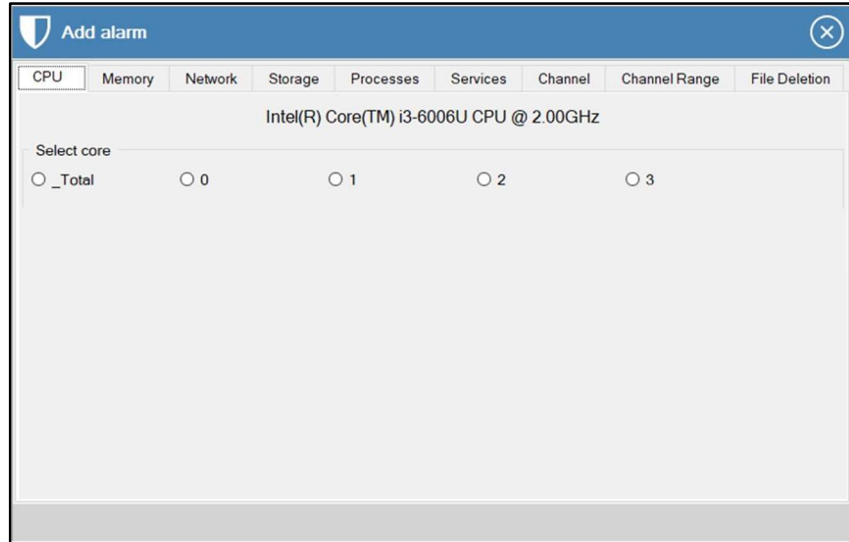 Add alarm
CPU Memory Network Storage Processes Services Channel Channel Range File Deletion
Intel(R) Core(TM) i3-6006U CPU @ 2.00GHz
Select core
_Total 0 1 2 3